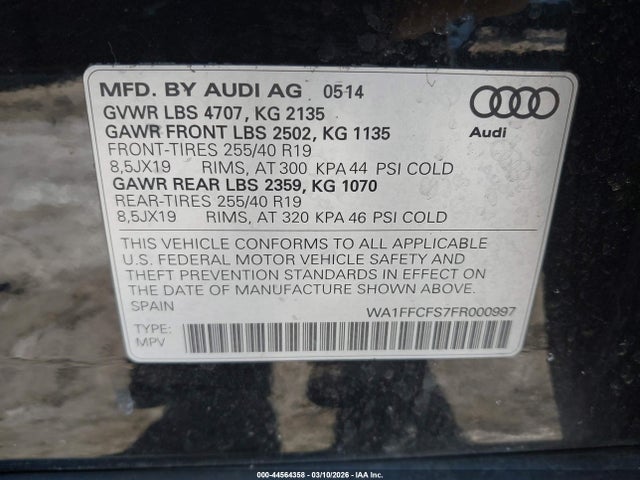 MFD. BY AUDI AG 0514
GVWR LBS 4707, KG 2135
GAWR FRONT LBS 2502, KG 1135
FRONT-TIRES 255/40 R19
8,5JX19 RIMS, AT 300 KPA 44 PSI COLD
GAWR REAR LBS 2359, KG 1070
REAR-TIRES 255/40 R19
8,5JX19 RIMS, AT 320 KPA 46 PSI COLD
Audi
THIS VEHICLE CONFORMS TO ALL APPLICABLE
U.S. FEDERAL MOTOR VEHICLE SAFETY AND
THEFT PREVENTION STANDARDS IN EFFECT ON
THE DATE OF MANUFACTURE SHOWN ABOVE.
SPAIN WA1FFCFS7FR000997
TYPE:
MPV
000-44564358 - 03/10/2026 - IAA Inc.